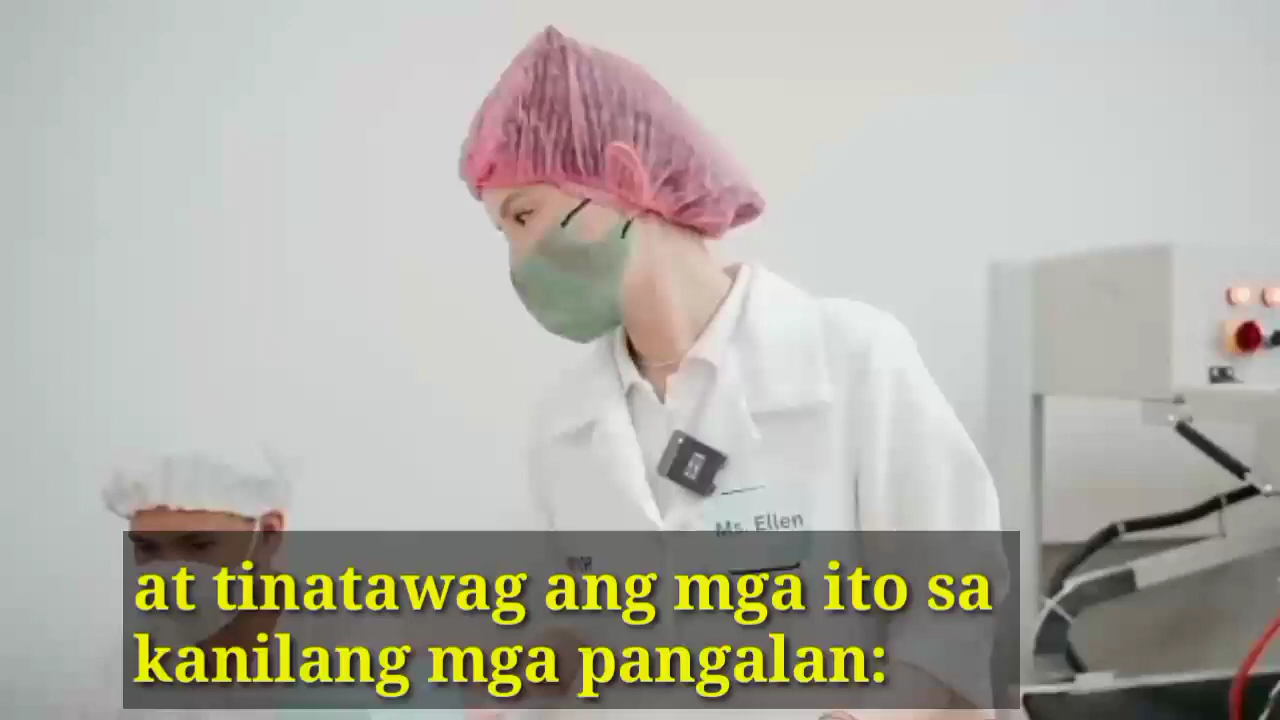 Ms. Ellen
at tinatawag ang mga ito sa
kanilang mga pangalan: